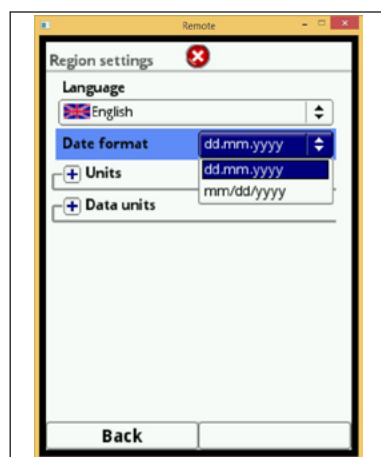 Remote
Region settings
Language
English
Date format dd.mm.yyyy
dd.mm.yyyy
Units
mm/dd/yyyy
Data units
Back